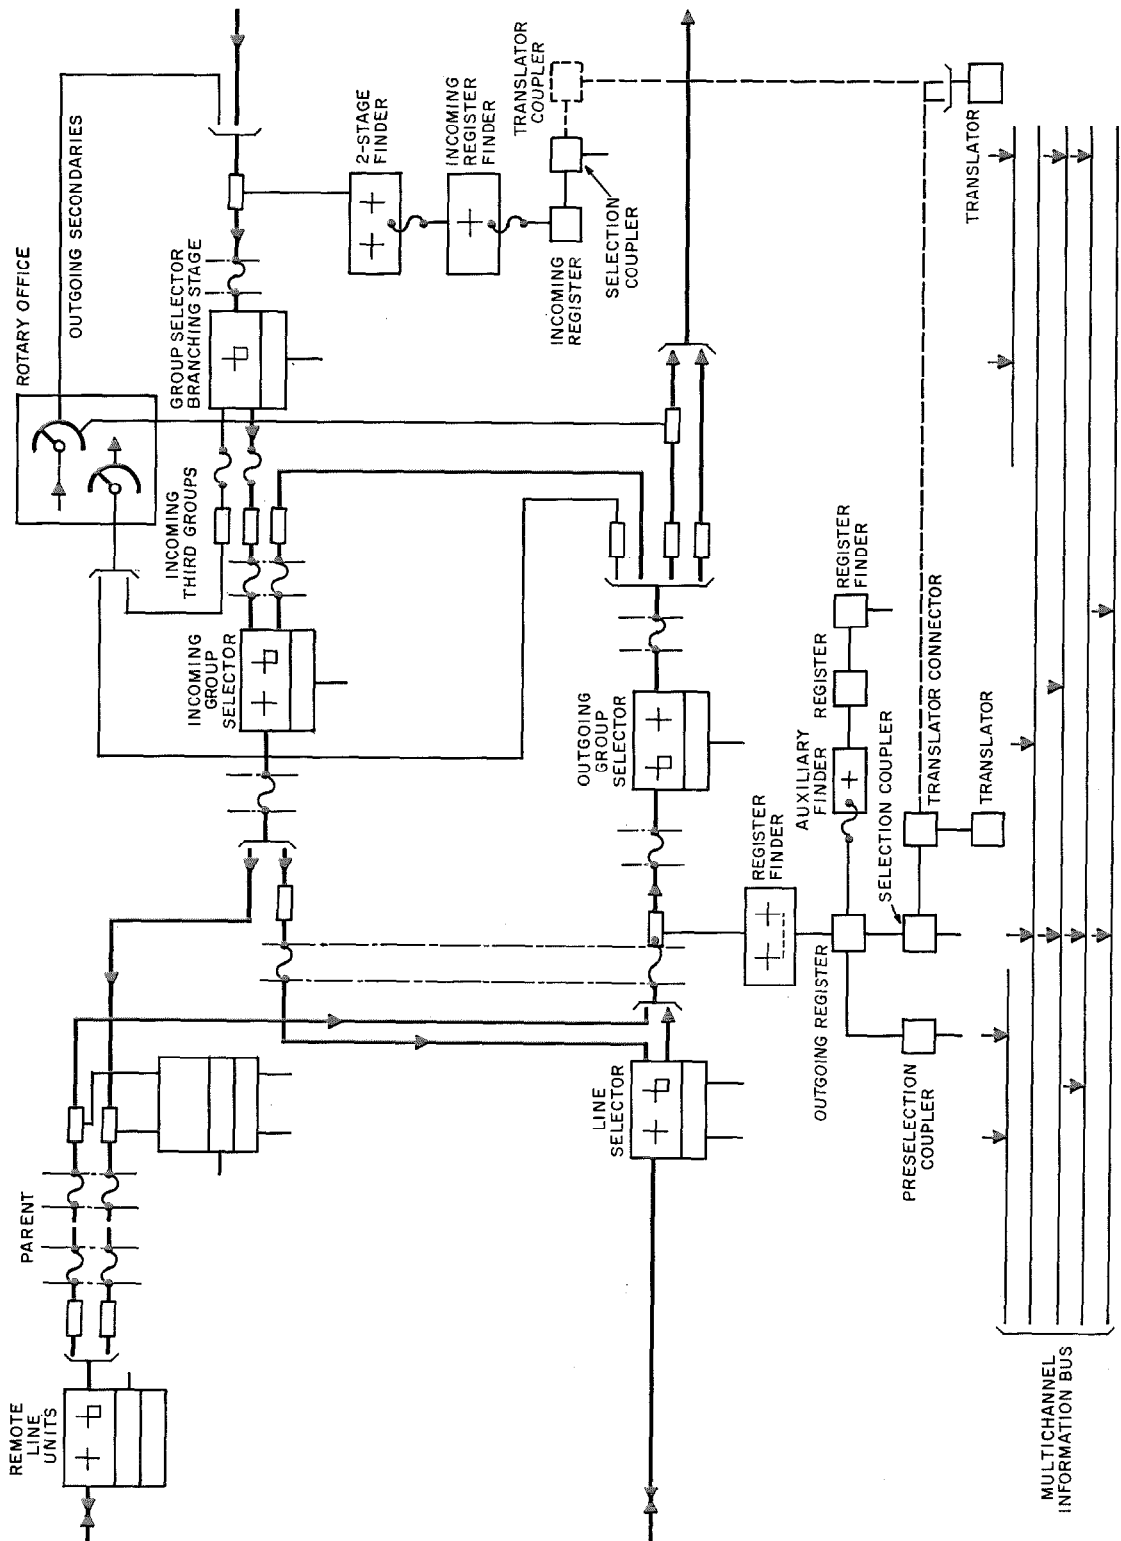 ROTARY OFFICE
OUTGOING SECONDARIES
GROUP SELECTOR
BRANCHING STAGE
2-STAGE
FINDER
INCOMING
REGISTER
FINDER
TRANSLATOR
COUPLER
INCOMING
REGISTER
SELECTION
COUPLER
TRANSLATOR
INCOMING
THIRD GROUPS
INCOMING
GROUP
SELECTOR
OUTGOING
GROUP
SELECTOR
REGISTER
FINDER
AUXILIARY
FINDER
REGISTER
REGISTER
FINDER
SELECTION COUPLER
TRANSLATOR CONNECTOR
TRANSLATOR
OUTGOING REGISTER
PRESELECTION
COUPLER
LINE
SELECTOR
PARENT
REMOTE
LINE
UNITS
MULTICHANNEL
INFORMATION BUS